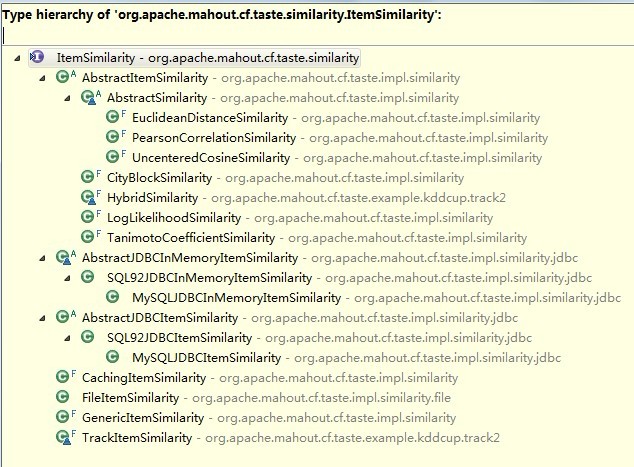 Type hierarchy of 'org.apache.mahout.cf.taste.similarity.ItemSimilarity':
I ItemSimilarity - org.apache.mahout.cf.taste.similarity
C A AbstractItemSimilarity - org.apache.mahout.cf.taste.impl.similarity
C A AbstractSimilarity - org.apache.mahout.cf.taste.impl.similarity
C F EuclideanDistanceSimilarity - org.apache.mahout.cf.taste.impl.similarity
C F PearsonCorrelationSimilarity - org.apache.mahout.cf.taste.impl.similarity
C F UncenteredCosineSimilarity - org.apache.mahout.cf.taste.impl.similarity
C F CityBlockSimilarity - org.apache.mahout.cf.taste.impl.similarity
C F HybridSimilarity - org.apache.mahout.cf.taste.example.kddcup.track2
C F LogLikelihoodSimilarity - org.apache.mahout.cf.taste.impl.similarity
C F TanimotoCoefficientSimilarity - org.apache.mahout.cf.taste.impl.similarity
C A AbstractJDBCInMemoryItemSimilarity - org.apache.mahout.cf.taste.impl.similarity.jdbc
C SQL92JDBCInMemoryItemSimilarity - org.apache.mahout.cf.taste.impl.similarity.jdbc
C MySQLJDBCInMemoryItemSimilarity - org.apache.mahout.cf.taste.impl.similarity.jdbc
C A AbstractJDBCItemSimilarity - org.apache.mahout.cf.taste.impl.similarity.jdbc
C SQL92JDBCItemSimilarity - org.apache.mahout.cf.taste.impl.similarity.jdbc
C MySQLJDBCItemSimilarity - org.apache.mahout.cf.taste.impl.similarity.jdbc
C F CachingItemSimilarity - org.apache.mahout.cf.taste.impl.similarity
C FileItemSimilarity - org.apache.mahout.cf.taste.impl.similarity.file
C F GenericItemSimilarity - org.apache.mahout.cf.taste.impl.similarity
C F TrackItemSimilarity - org.apache.mahout.cf.taste.example.kddcup.track2